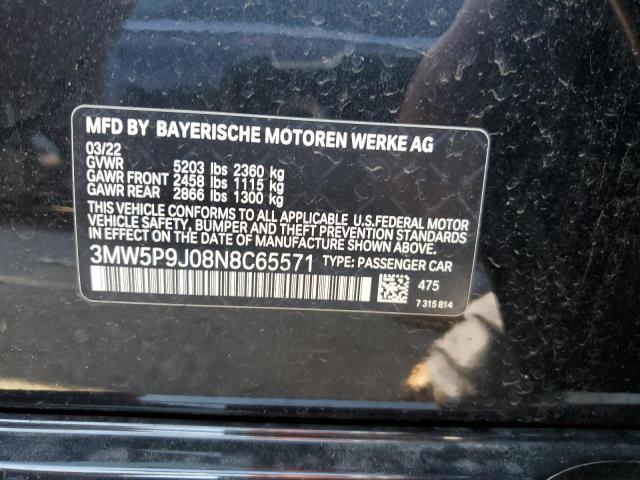 MFD BY BAYERISCHE MOTOREN WERKE AG
03/22
GVWR 5203 lbs 2360 kg
GAWR FRONT 2458 lbs 1115 kg
GAWR REAR 2866 lbs 1300 kg
THIS VEHICLE CONFORMS TO ALL APPLICABLE U.S.FEDERAL MOTOR
VEHICLE SAFETY, BUMPER AND THEFT PREVENTION STANDARDS
IN EFFECT ON THE DATE OF MANUFACTURE SHOWN ABOVE.
3MW5P9J08N8C65571 TYPE: PASSENGER CAR
475
7 315 814